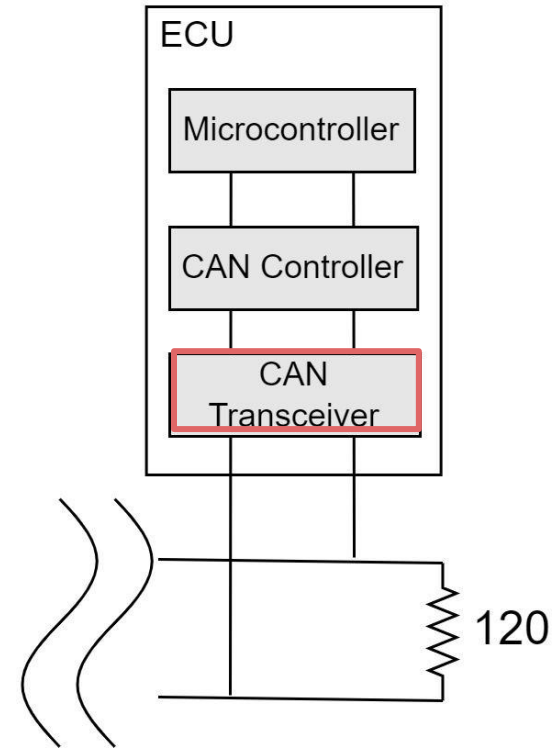 ECU
Microcontroller
CAN Controller
CAN
Transceiver
120